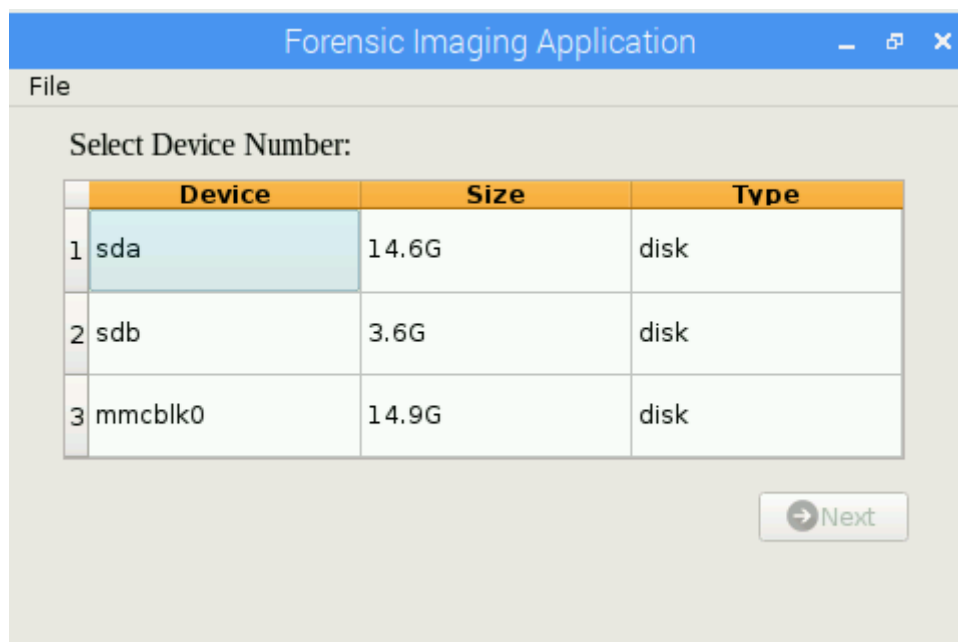 Forensic Imaging Application
File
Select Device Number:
Device Size Type
1 sda 14.6G disk
2 sdb 3.6G disk
3 mmcblk0 14.9G disk
Next